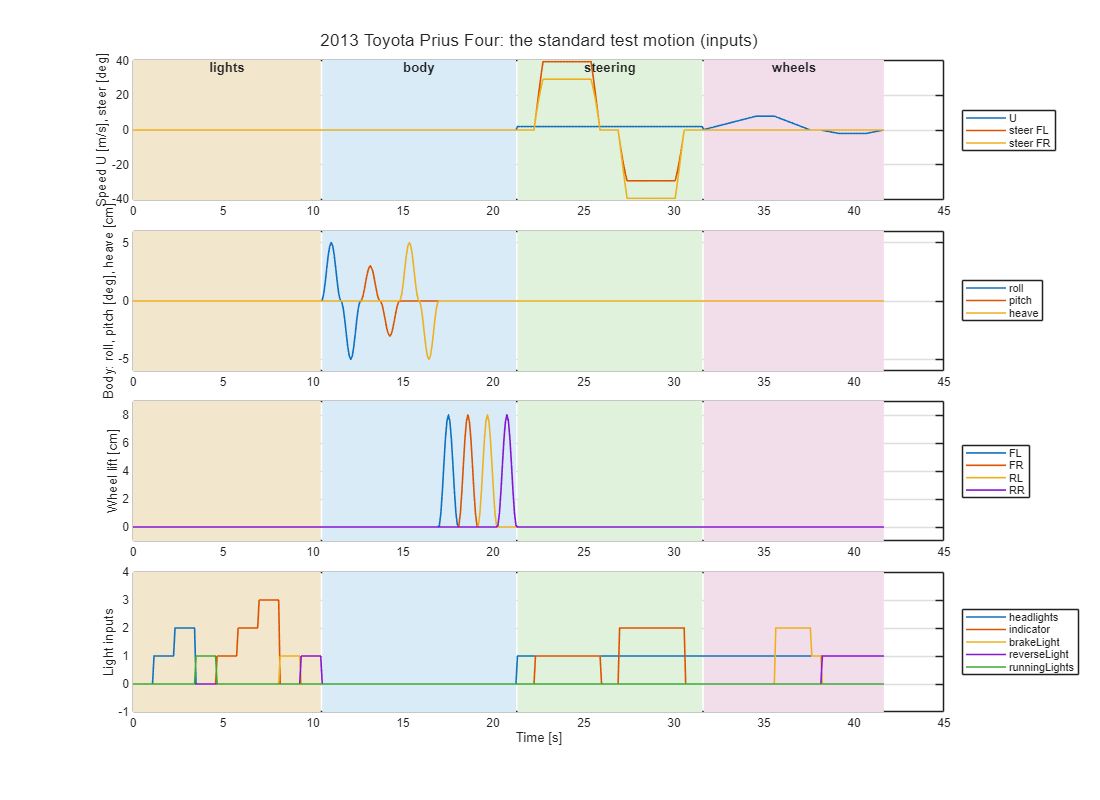 2013 Toyota Prius Four: the standard test motion (inputs)
lights body steering wheels
Speed U [m/s], steer [deg]
40
20
0
-20
-40
0 5 10 15 20 25 30 35 40 45
U
steer FL
steer FR
Body: roll, pitch [deg], heave [cm]
5
0
-5
0 5 10 15 20 25 30 35 40 45
roll
pitch
heave
Wheel lift [cm]
8
6
4
2
0
0 5 10 15 20 25 30 35 40 45
FL
FR
RL
RR
Light inputs
4
3
2
1
0
-1
0 5 10 15 20 25 30 35 40 45
Time [s]
headlights
indicator
brakeLight
reverseLight
runningLights